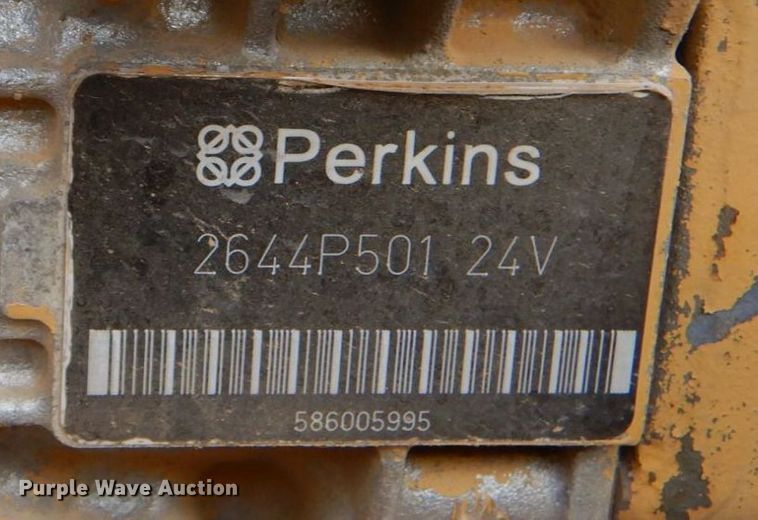 Perkins
2644P501 24V
586005995
Purple Wave Auction